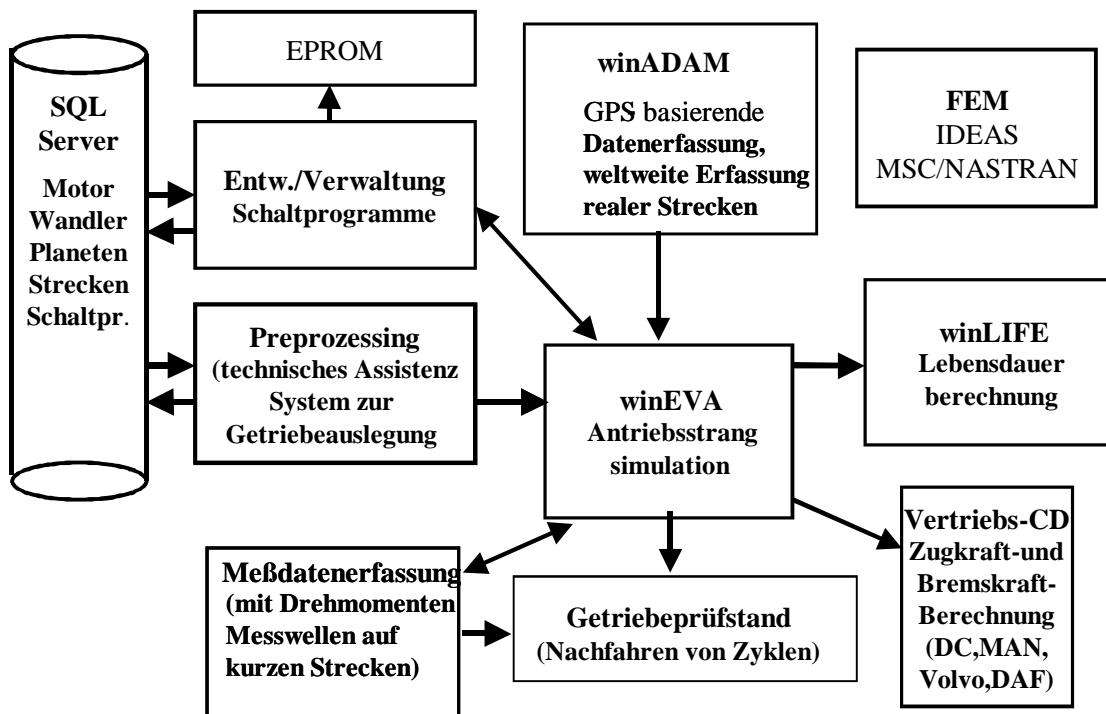 SQL
Server
Motor
Wandler
Planeten
Strecken
Schaltpr.
EPROM
Entw./Verwaltung
Schaltprogramme
Preprozessing
(technisches Assistenz
System zur
Getriebeauslegung
winADAM
GPS basierende
Datenerfassung,
weltweite Erfassung
realer Strecken
FEM
IDEAS
MSC/NASTRAN
winEVA
Antriebsstrang
simulation
winLIFE
Lebensdauer
berechnung
Meßdatenerfassung
(mit Drehmomenten
Messwellen auf
kurzen Strecken)
Getriebeprüfstand
(Nachfahren von Zyklen)
Vertriebs-CD
Zugkraft-und
Bremskraft-
Berechnung
(DC,MAN,
Volvo,DAF)